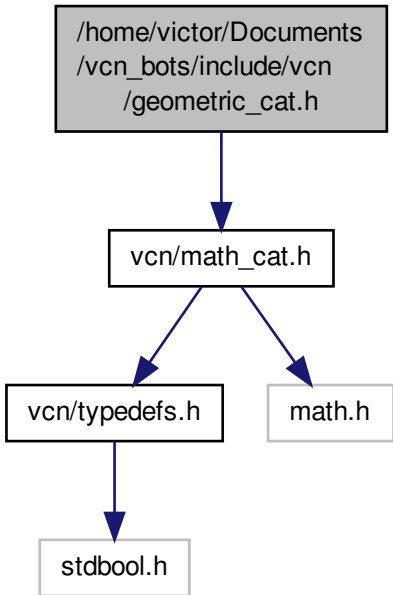 /home/victor/Documents
/vcn_bots/include/vcn
/geometric_cat.h
vcn/math_cat.h
vcn/typedefs.h
math.h
stdbool.h